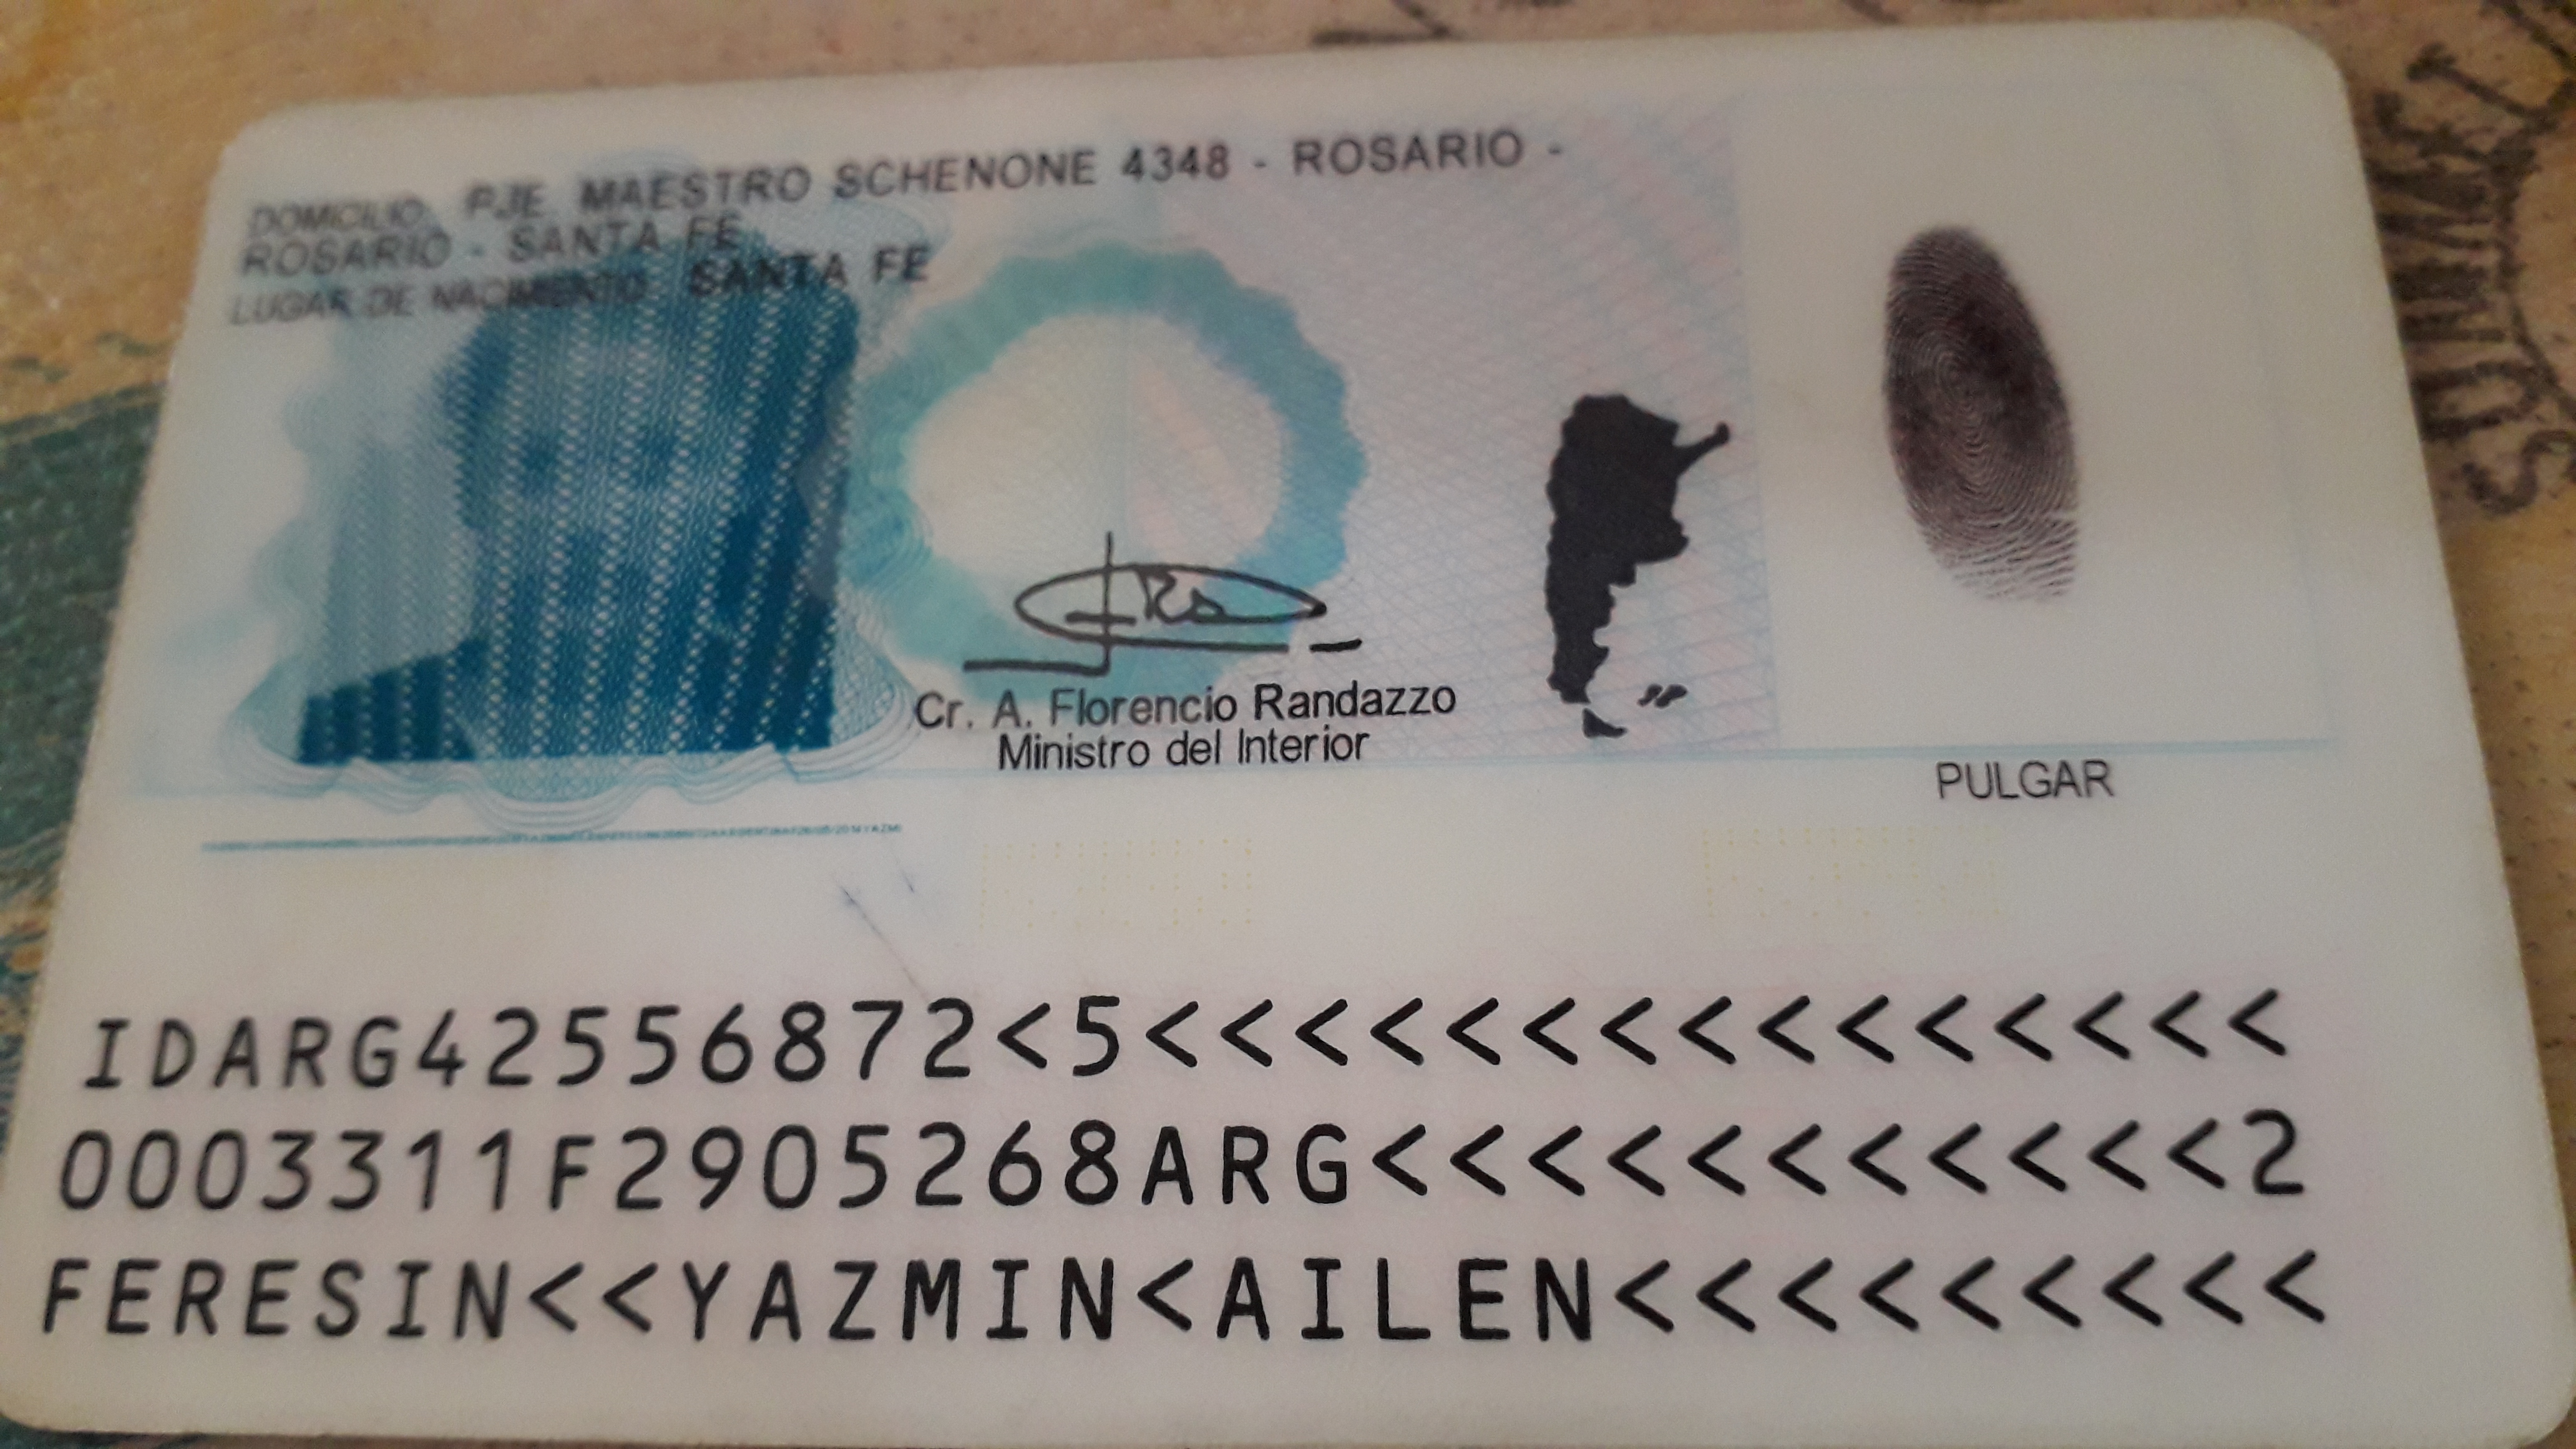 DOMICILIO: PJE MAESTRO SCHENONE 4348 - ROSARIO -
ROSARIO - SANTA FE
LUGAR DE NACIMIENTO: SANTA FE
Cr. A. Florencio Randazzo
Ministro del Interior
PULGAR
IDARG42556872<5<<<<<<<<<<<<<<<
0003311F2905268ARG<<<<<<<<<<<2
FERESIN<<YAZMIN<AILEN<<<<<<<<<